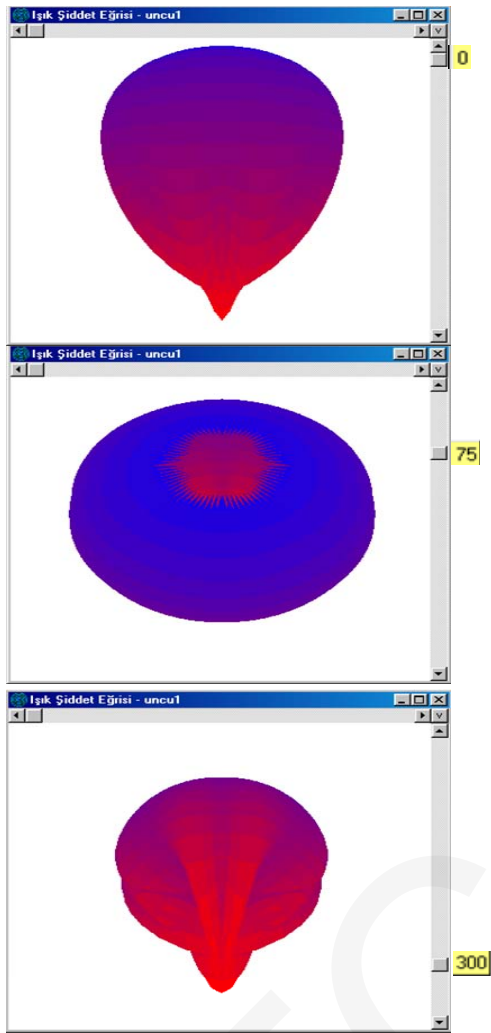 Işık Şiddet Eğrisi - uncu1
0
Işık Şiddet Eğrisi - uncu1
75
Işık Şiddet Eğrisi - uncu1
300